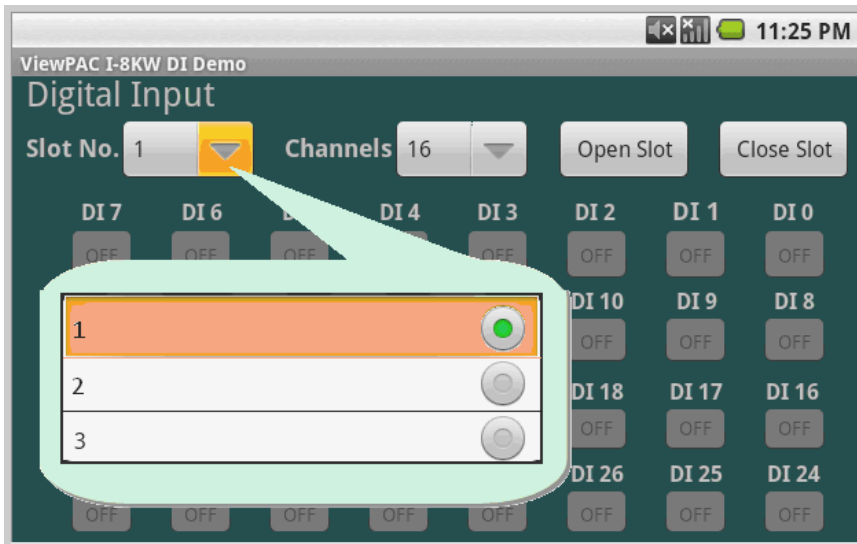 11:25 PM
ViewPAC I-8KW DI Demo
Digital Input
Slot No. 1 Channels 16 Open Slot Close Slot
DI 7 DI 6 DI 4 DI 3 DI 2 DI 1 DI 0
OFF OFF OFF OFF OFF OFF OFF
DI 10 DI 9 DI 8
OFF OFF OFF
DI 18 DI 17 DI 16
OFF OFF OFF
DI 26 DI 25 DI 24
OFF OFF OFF OFF OFF OFF OFF OFF
1
2
3